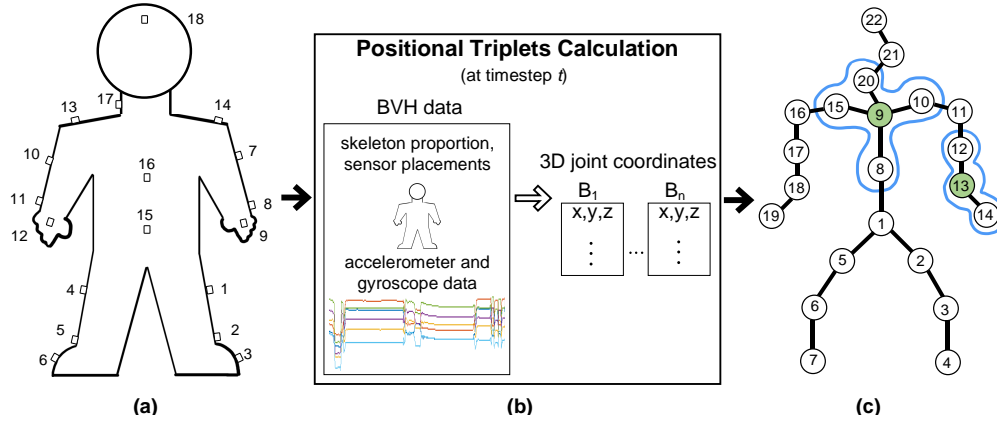 18
17
13
14
10
7
16
11
8
15
12
9
4
1
5
2
6
3
(a)
Positional Triplets Calculation
(at timestep t)
BVH data
skeleton proportion,
sensor placements
accelerometer and
gyroscope data
3D joint coordinates
B1
Bn
x,y,z
x,y,z
...
(b)
22
21
20
15
9
10
16
11
17
12
8
18
13
19
14
1
5
2
6
3
7
4
(c)